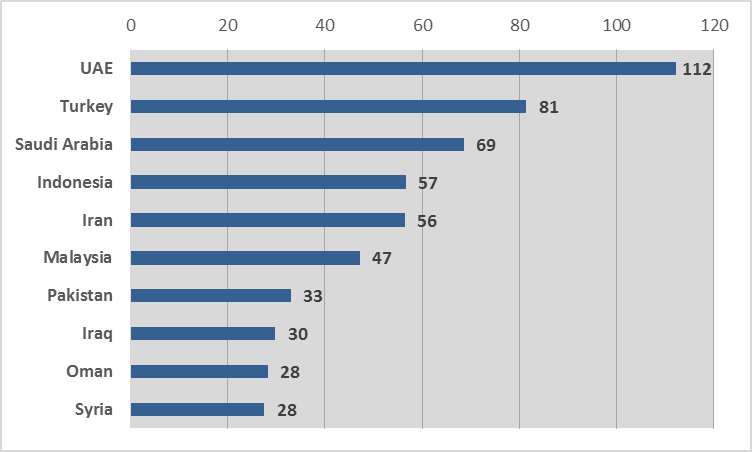 0 20 40 60 80 100 120
UAE 112
Turkey 81
Saudi Arabia 69
Indonesia 57
Iran 56
Malaysia 47
Pakistan 33
Iraq 30
Oman 28
Syria 28